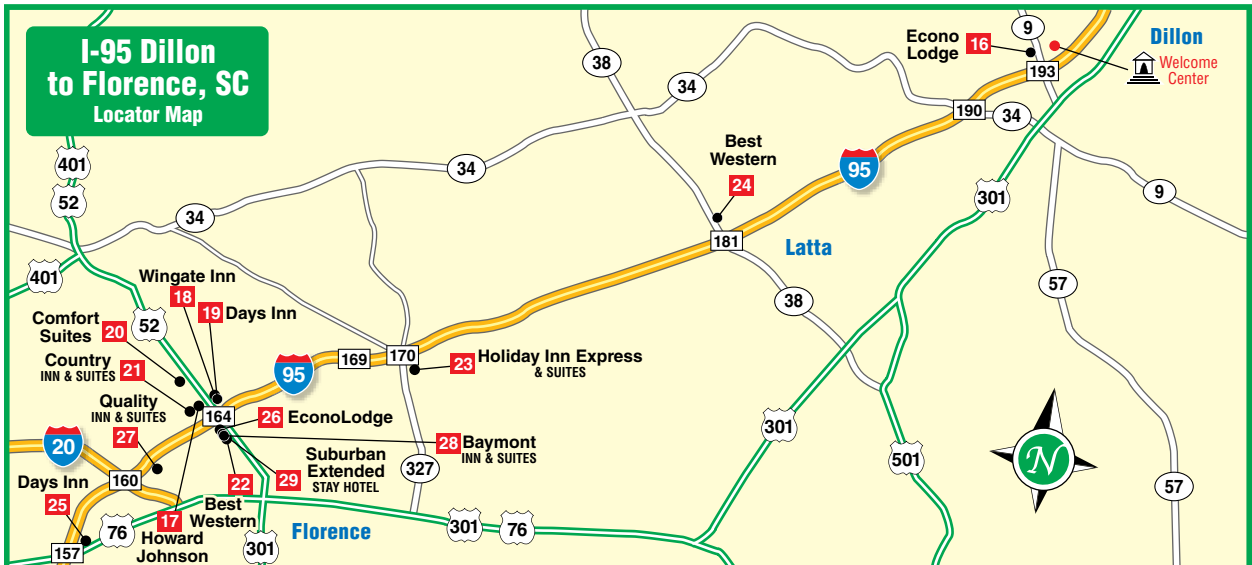 I-95 Dillon
to Florence, SC
Locator Map
38
9
Econo
Lodge
16
Dillon
Welcome
Center
193
34
190
34
401
52
34
Best
Western
24
95
301
9
34
181
Latta
401
Wingate Inn
18
19
Days Inn
52
Comfort
Suites
20
38
57
Country
INN & SUITES
21
169
170
23
Holiday Inn Express
& SUITES
95
Quality
INN & SUITES
27
164
26
EconoLodge
301
20
28
Baymont
INN & SUITES
Suburban
Extended
STAY HOTEL
29
22
327
501
N
57
160
Days Inn
25
Best
Western
17
Howard
Johnson
76
157
301
Florence
301
76